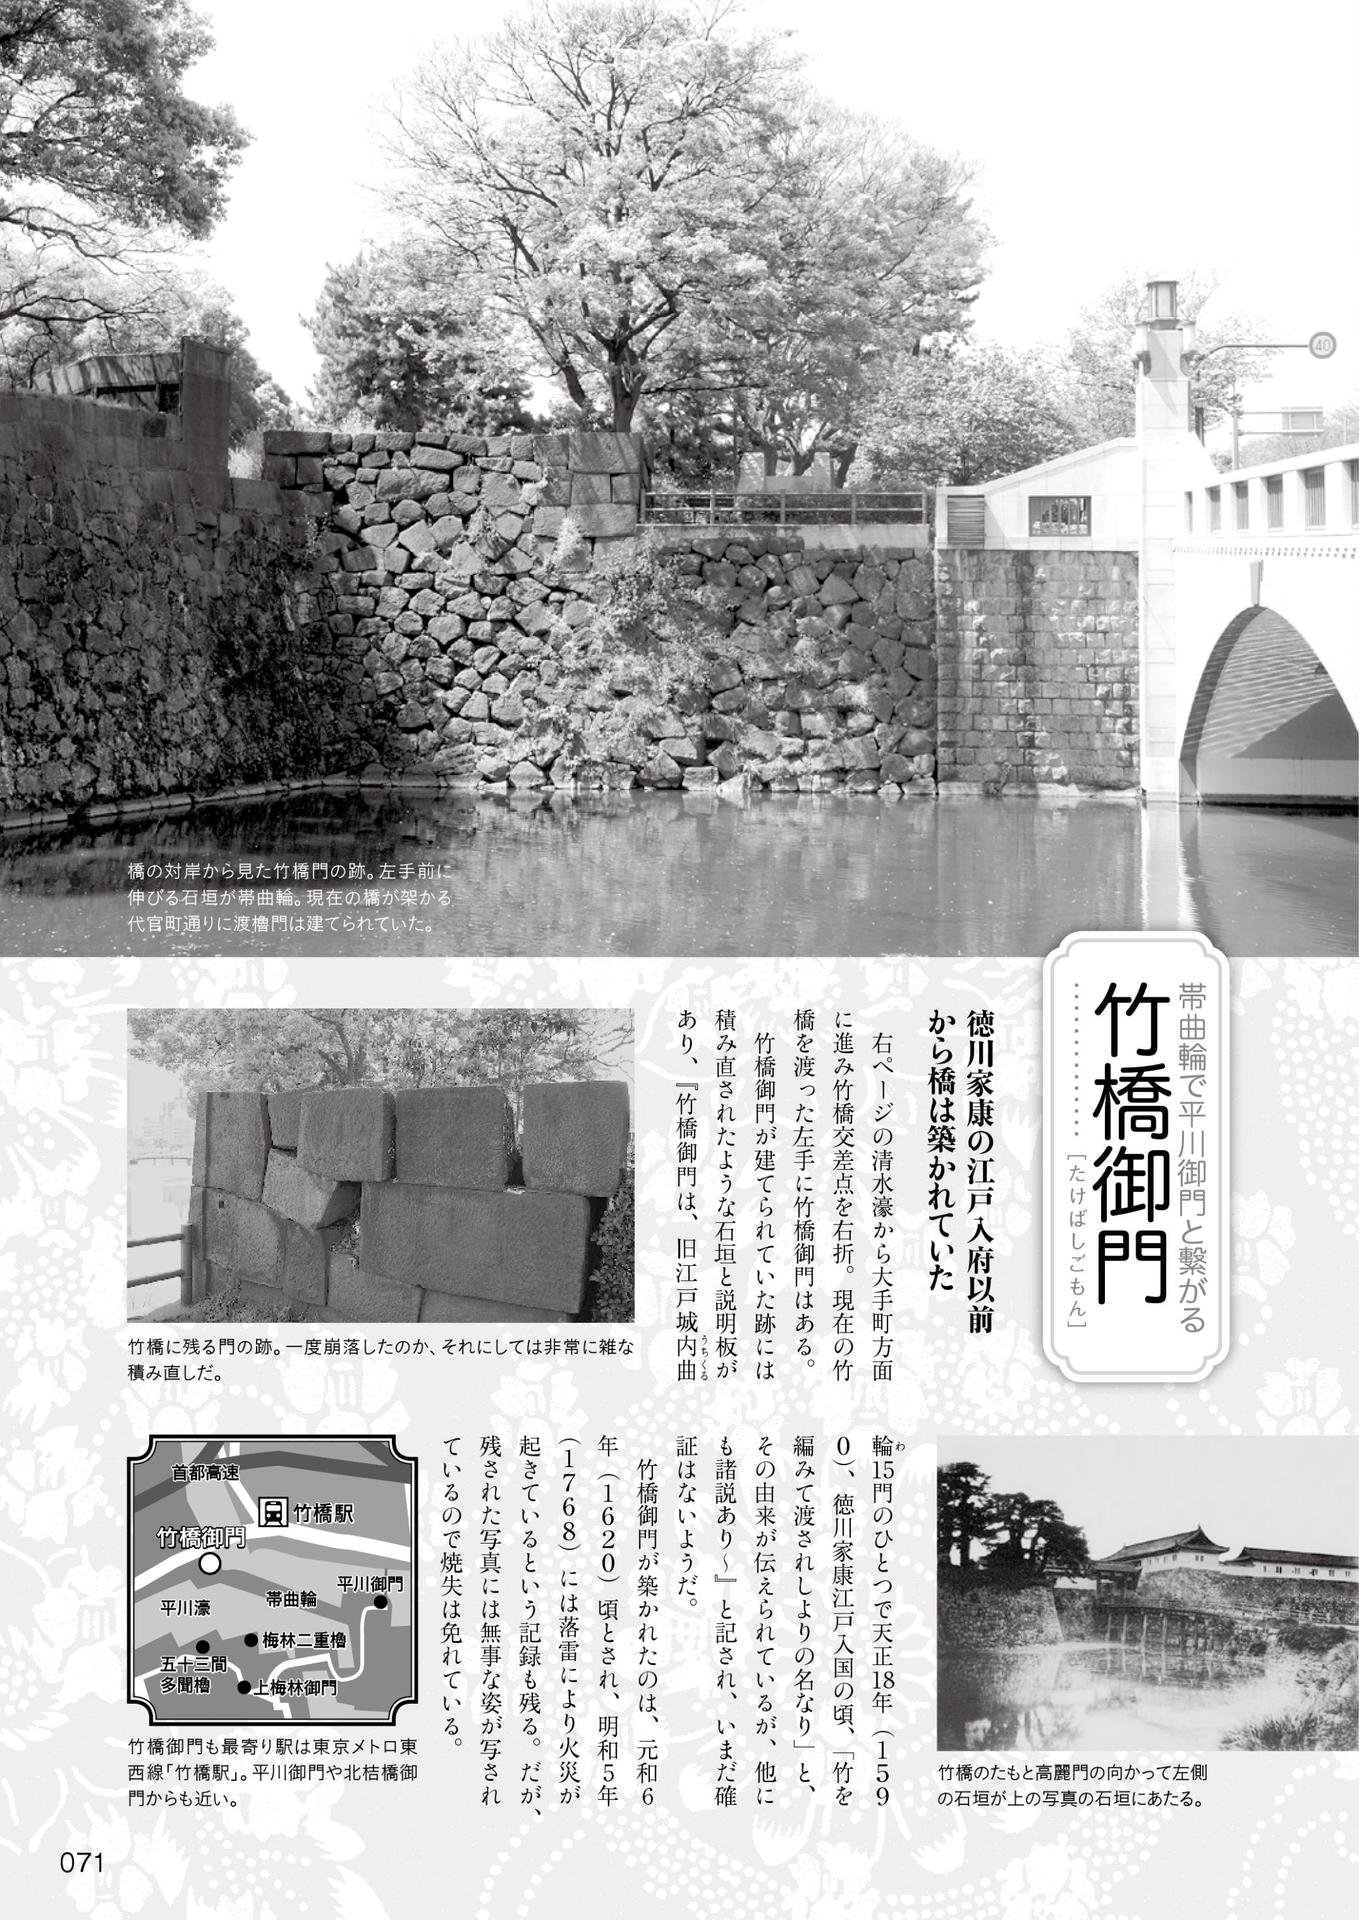 40
橋の対岸から見た竹橋門の跡。左手前に
伸びる石垣が帯曲輪。現在の橋が架かる
代官町通りに渡櫓門は建てられていた。
帯曲輪で平川御門と繋がる
竹橋御門
[たけばしごもん]
徳川家康の江戸入府以前
から橋は築かれていた
右ページの清水濠から大手町方面
に進み竹橋交差点を右折。現在の竹
橋を渡った左手に竹橋御門はある。
竹橋御門が建てられていた跡には
積み直されたような石垣と説明板が
あり、『竹橋御門は、旧江戸城内曲
うちくる
輪15門のひとつで天正18年（159
わ
0）、徳川家康江戸入国の頃、「竹を
編みて渡されしよりの名なり」と、
その由来が伝えられているが、他に
も諸説あり〜』と記され、いまだ確
証はないようだ。
竹橋御門が築かれたのは、元和6
年（1620）頃とされ、明和5年
（1768）には落雷により火災が
起きているという記録も残る。だが、
残された写真には無事な姿が写され
ているので焼失は免れている。
竹橋に残る門の跡。一度崩落したのか、それにしては非常に雑な
積み直しだ。
竹橋のたもと高麗門の向かって左側
の石垣が上の写真の石垣にあたる。
首都高速
竹橋駅
竹橋御門
平川御門
帯曲輪
平川濠
梅林二重櫓
五十三間
多聞櫓
上梅林御門
竹橋御門も最寄り駅は東京メトロ東
西線「竹橋駅」。平川御門や北桔橋御
門からも近い。
071